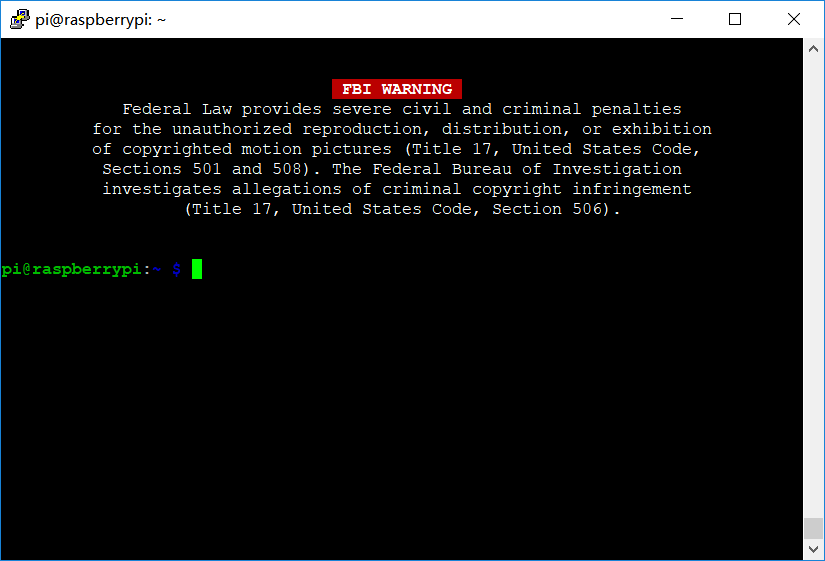 pi@raspberrypi: ~
FBI WARNING
Federal Law provides severe civil and criminal penalties
for the unauthorized reproduction, distribution, or exhibition
of copyrighted motion pictures (Title 17, United States Code,
Sections 501 and 508). The Federal Bureau of Investigation
investigates allegations of criminal copyright infringement
(Title 17, United States Code, Section 506).
pi@raspberrypi:~ $